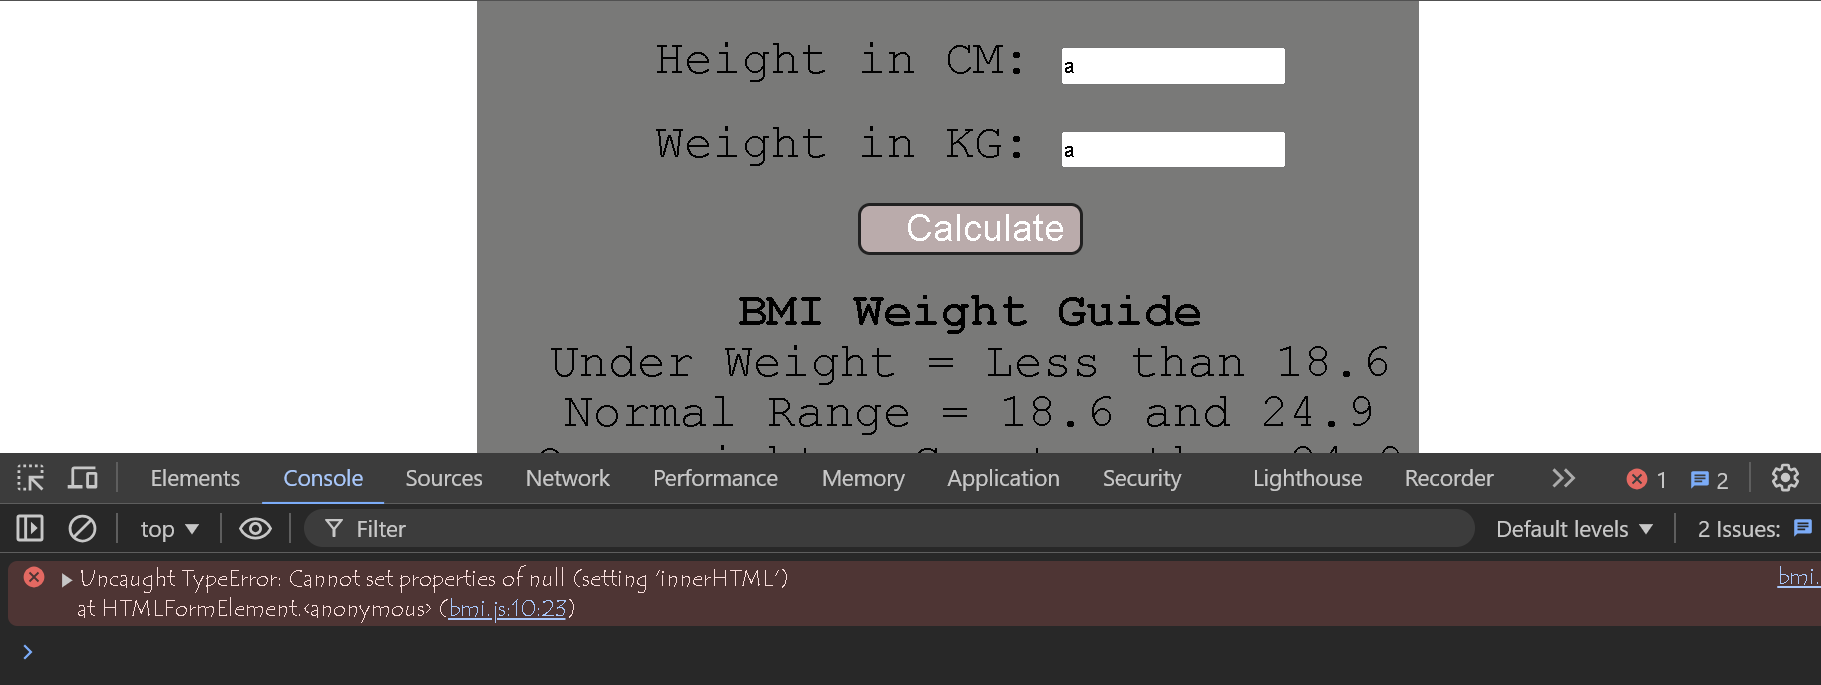 Height in CM: a
Weight in KG: a
Calculate
BMI Weight Guide
Under Weight = Less than 18.6
Normal Range = 18.6 and 24.9
Elements Console Sources Network Performance Memory Application Security Lighthouse Recorder 1 2
top Filter Default levels 2 Issues:
Uncaught TypeError: Cannot set properties of null (setting 'innerHTML') bmi.
at HTMLFormElement.<anonymous> (bmi.js:10:23)